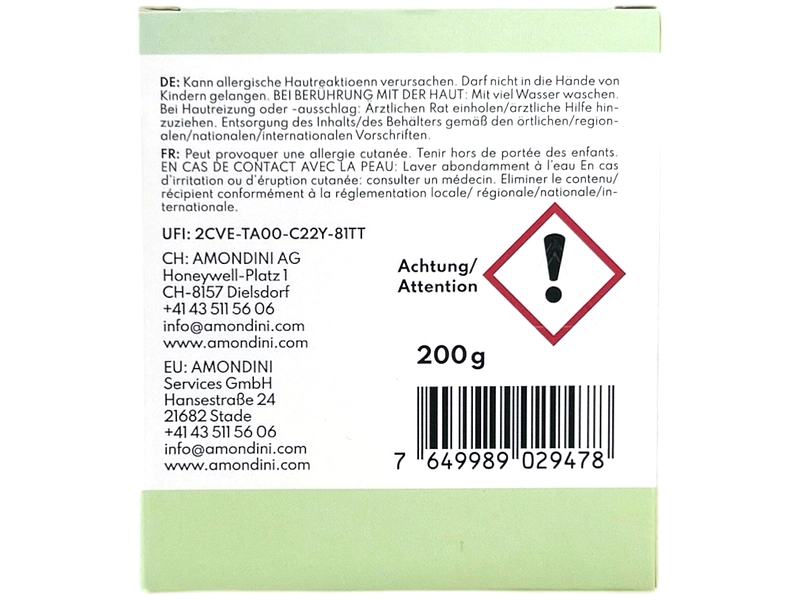 DE: Kann allergische Hautreaktioenn verursachen. Darf nicht in die Hände von
Kindern gelangen. BEI BERÜHRUNG MIT DER HAUT: Mit viel Wasser waschen.
Bei Hautreizung oder -ausschlag: Ärztlichen Rat einholen/ärztliche Hilfe hin-
zuziehen. Entsorgung des Inhalts/des Behälters gemäß den örtlichen/region-
alen/nationalen/internationalen Vorschriften.
FR: Peut provoquer une allergie cutanée. Tenir hors de portée des enfants.
EN CAS DE CONTACT AVEC LA PEAU: Laver abondamment à l'eau En cas
d'irritation ou d'éruption cutanée: consulter un médecin. Eliminer le contenu/
récipient conformément à la réglementation locale/ régionale/nationale/in-
ternationale.
UFI: 2CVE-TA00-C22Y-81TT
CH: AMONDINI AG
Honeywell-Platz 1
CH-8157 Dielsdorf
+41 43 511 56 06
info@amondini.com
www.amondini.com
EU: AMONDINI
Services GmbH
Hansestraße 24
21682 Stade
+41 43 511 56 06
info@amondini.com
www.amondini.com
Achtung/
Attention
200g
7 649989 029478